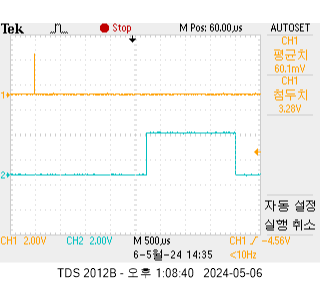 Tek
Stop
M Pos: 60.00µs
AUTOSET
CH1
평균치
60.1mV
CH1
첨두치
3.28V
1
2
자동 설정
실행 취소
CH1 2.00V
CH2 2.00V
M 500µs
CH1 / -4.56V
6-5월-24 14:35
<10Hz
TDS 2012B - 오후 1:08:40 2024-05-06